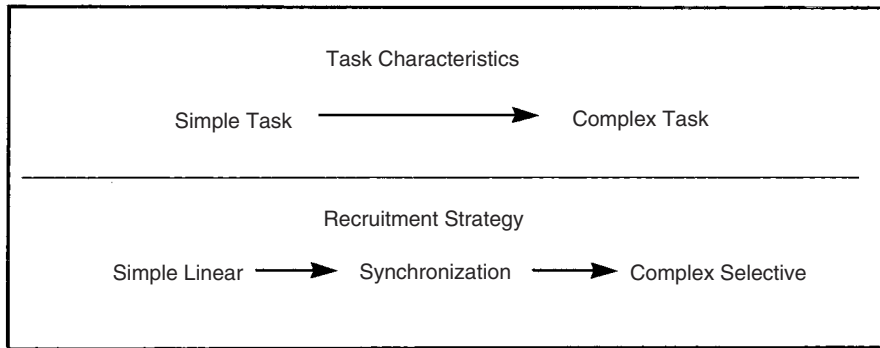 Task Characteristics
Simple Task Complex Task
Recruitment Strategy
Simple Linear Synchronization Complex Selective